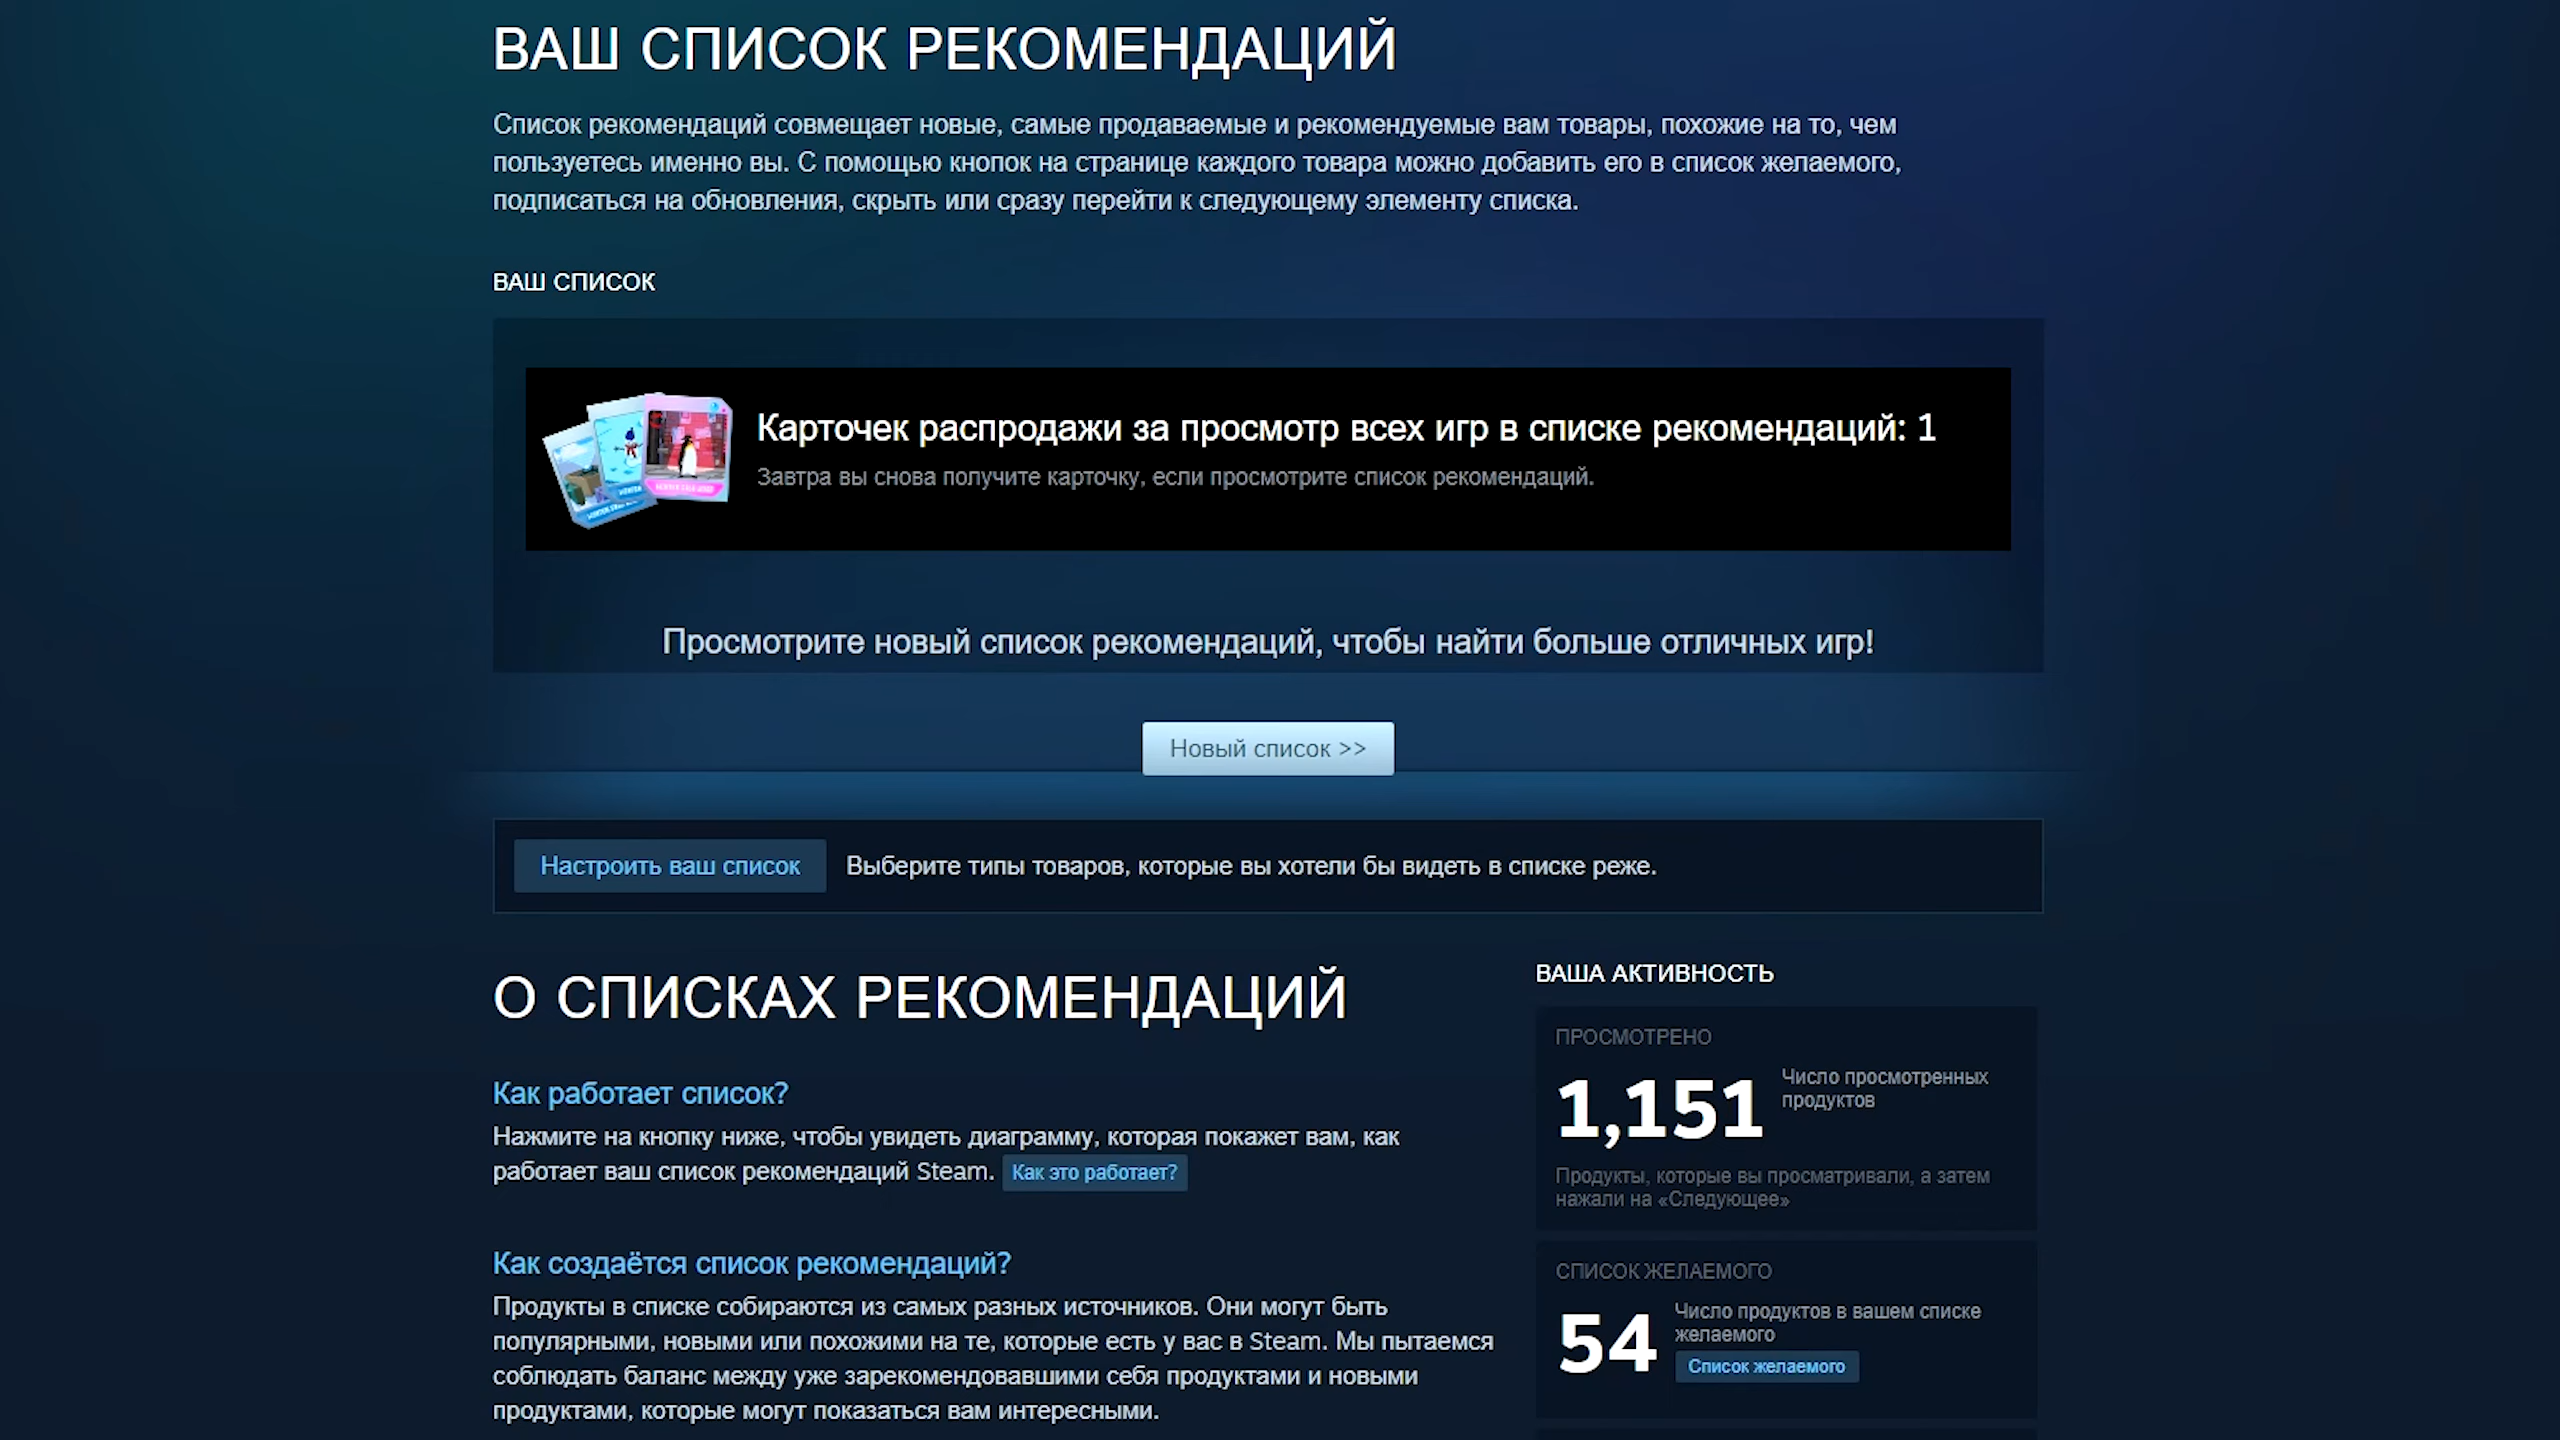 ВАШ СПИСОК РЕКОМЕНДАЦИЙ
Список рекомендаций совмещает новые, самые продаваемые и рекомендуемые вам товары, похожие на то, чем
пользуетесь именно вы. С помощью кнопок на странице каждого товара можно добавить его в список желаемого,
подписаться на обновления, скрыть или сразу перейти к следующему элементу списка.
ВАШ СПИСОК
Карточек распродажи за просмотр всех игр в списке рекомендаций: 1
Завтра вы снова получите карточку, если просмотрите список рекомендаций.
Просмотрите новый список рекомендаций, чтобы найти больше отличных игр!
Новый список >>
Настроить ваш список
Выберите типы товаров, которые вы хотели бы видеть в списке реже.
О СПИСКАХ РЕКОМЕНДАЦИЙ
Как работает список?
Нажмите на кнопку ниже, чтобы увидеть диаграмму, которая покажет вам, как
работает ваш список рекомендаций Steam. Как это работает?
Как создаётся список рекомендаций?
Продукты в списке собираются из самых разных источников. Они могут быть
популярными, новыми или похожими на те, которые есть у вас в Steam. Мы пытаемся
соблюдать баланс между уже зарекомендовавшими себя продуктами и новыми
продуктами, которые могут показаться вам интересными.
ВАША АКТИВНОСТЬ
ПРОСМОТРЕНО
1,151
Число просмотренных
продуктов
Продукты, которые вы просматривали, а затем
нажали на «Следующее»
СПИСОК ЖЕЛАЕМОГО
54
Число продуктов в вашем списке
желаемого
Список желаемого